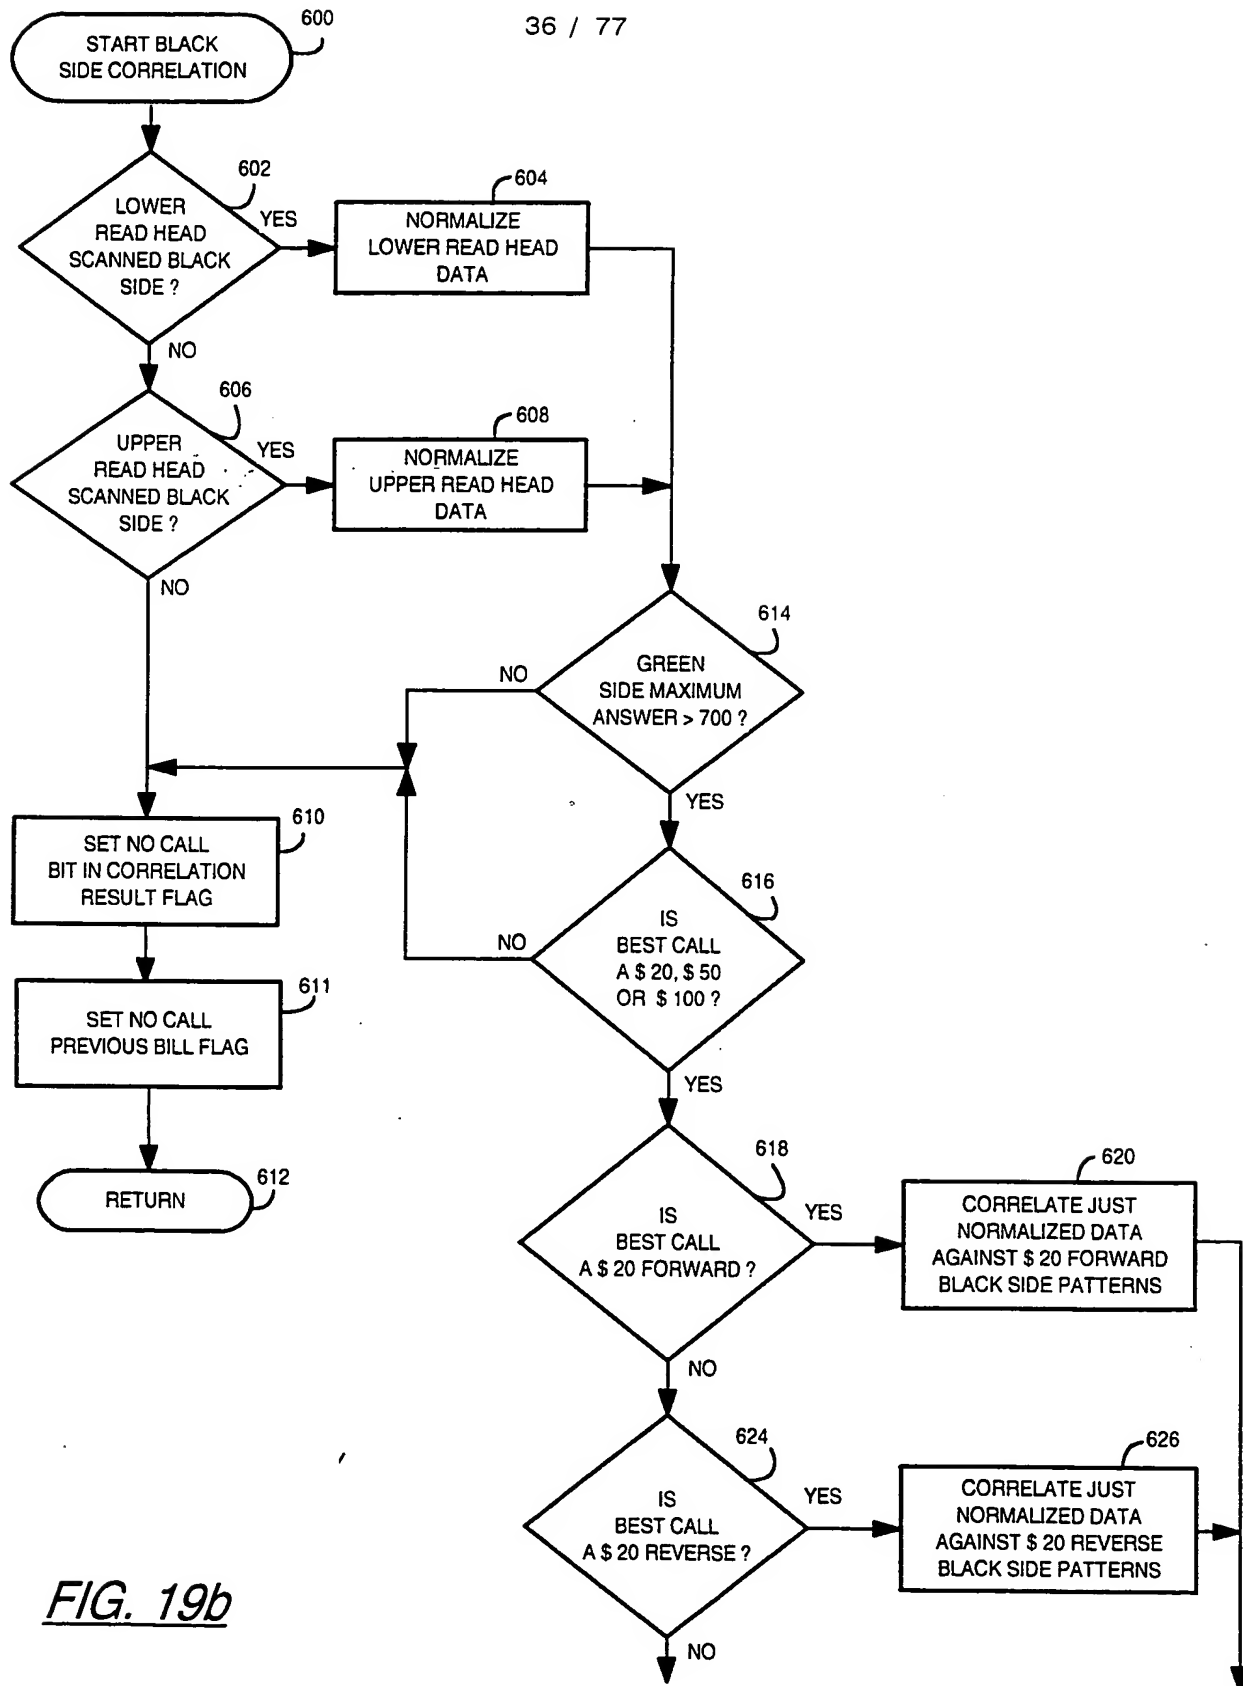 36 / 77
600
START BLACK
SIDE CORRELATION
602
LOWER
READ HEAD
SCANNED BLACK
SIDE ?
YES
604
NORMALIZE
LOWER READ HEAD
DATA
NO
606
UPPER
READ HEAD
SCANNED BLACK
SIDE ?
YES
608
NORMALIZE
UPPER READ HEAD
DATA
NO
614
GREEN
SIDE MAXIMUM
ANSWER > 700 ?
NO
YES
610
SET NO CALL
BIT IN CORRELATION
RESULT FLAG
616
IS
BEST CALL
A $ 20, $ 50
OR $ 100 ?
NO
YES
611
SET NO CALL
PREVIOUS BILL FLAG
612
RETURN
618
IS
BEST CALL
A $ 20 FORWARD ?
YES
620
CORRELATE JUST
NORMALIZED DATA
AGAINST $ 20 FORWARD
BLACK SIDE PATTERNS
NO
624
IS
BEST CALL
A $ 20 REVERSE ?
YES
626
CORRELATE JUST
NORMALIZED DATA
AGAINST $ 20 REVERSE
BLACK SIDE PATTERNS
NO
FIG. 19b